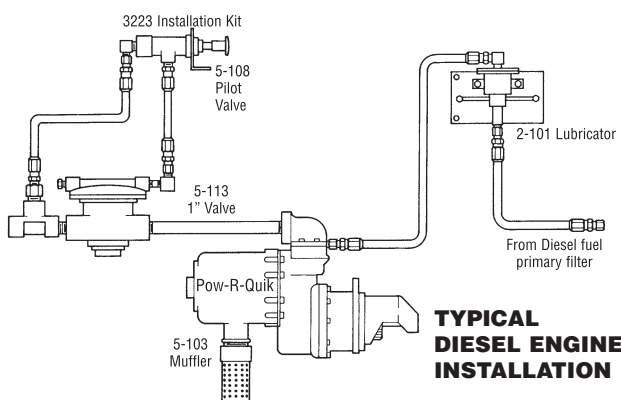 3223 Installation Kit
5-108
Pilot
Valve
2-101 Lubricator
5-113
1” Valve
From Diesel fuel
primary filter
Pow-R-Quik
5-103
Muffler
TYPICAL
DIESEL ENGINE
INSTALLATION